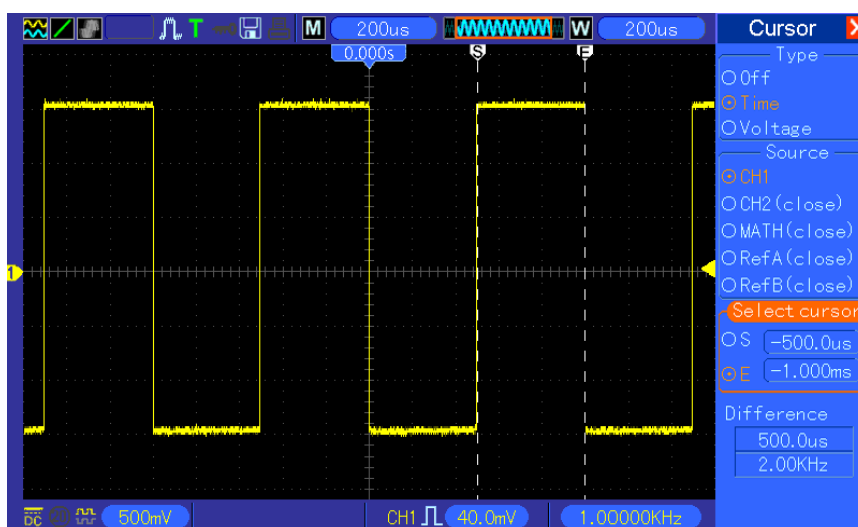 T M 200us W 200us Cursor X
0.000s S E
Type
Off
Time
Voltage
Source
CH1
CH2(close)
MATH(close)
RefA(close)
RefB(close)
1
Select cursor
S -500.0us
E -1.000ms
Difference
500.0us
2.00KHz
DC 500mV CH1 40.0mV 1.00000KHz